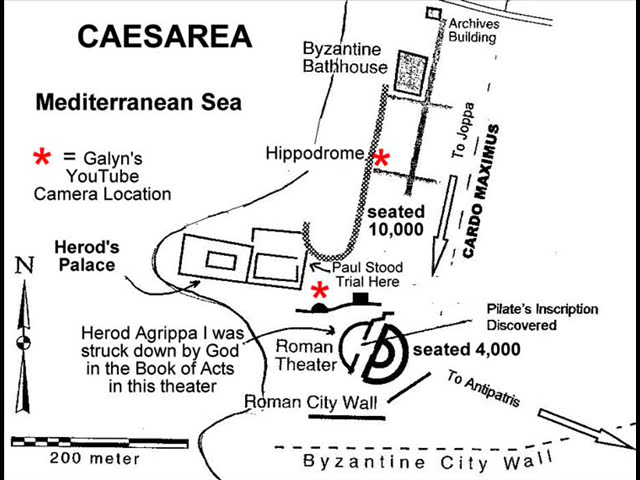 CAESAREA
Archives
Building
Byzantine
Bathhouse
Mediterranean Sea
* = Galyn's
YouTube
Camera Location
Hippodrome
To Joppa
CARDO MAXIMUS
seated
10,000
Herod's
Palace
Paul Stood
Trial Here
N
Pilate's Inscription
Discovered
Herod Agrippa I was
struck down by God
in the Book of Acts
in this theater
Roman
Theater
seated 4,000
To Antipatris
Roman City Wall
200 meter
Byzantine City Wall